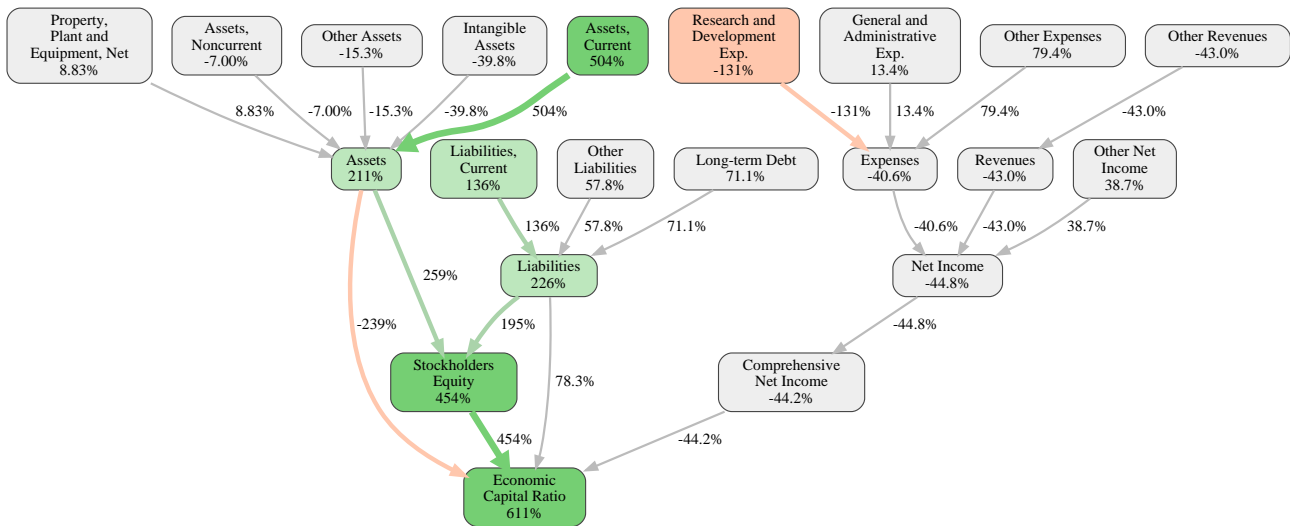 Property,
Plant and
Equipment, Net
8.83%
Assets,
Noncurrent
-7.00%
Other Assets
-15.3%
Intangible
Assets
-39.8%
Assets,
Current
504%
Research and
Development
Exp.
-131%
General and
Administrative
Exp.
13.4%
Other Expenses
79.4%
Other Revenues
-43.0%
8.83%
-7.00%
-15.3%
-39.8%
504%
-131%
13.4%
79.4%
-43.0%
Assets
211%
Liabilities,
Current
136%
Other
Liabilities
57.8%
Long-term Debt
71.1%
Expenses
-40.6%
Revenues
-43.0%
Other Net
Income
38.7%
136%
57.8%
71.1%
-40.6%
-43.0%
38.7%
Liabilities
226%
Net Income
-44.8%
259%
-239%
195%
-44.8%
Stockholders
Equity
454%
78.3%
Comprehensive
Net Income
-44.2%
454%
-44.2%
Economic
Capital Ratio
611%